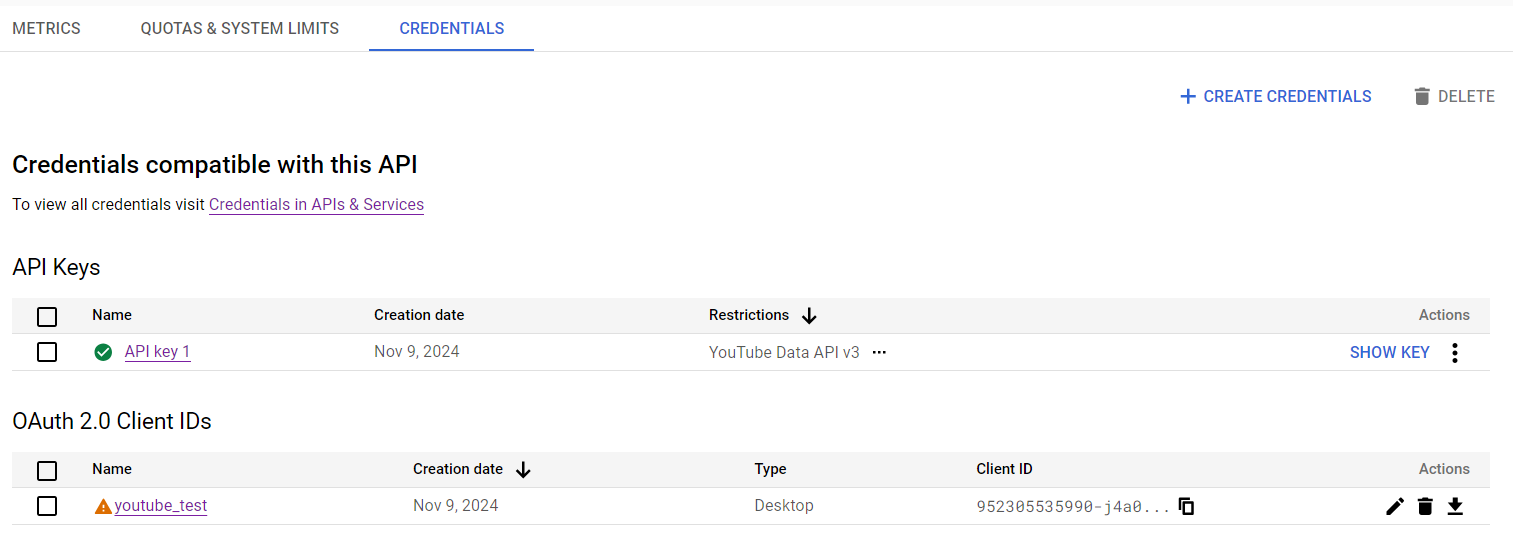 METRICS QUOTAS & SYSTEM LIMITS CREDENTIALS
CREATE CREDENTIALS DELETE
Credentials compatible with this API
To view all credentials visit Credentials in APIs & Services
API Keys
Name Creation date Restrictions Actions
API key 1 Nov 9, 2024 YouTube Data API v3 SHOW KEY
OAuth 2.0 Client IDs
Name Creation date Type Client ID Actions
youtube_test Nov 9, 2024 Desktop 952305535990-j4a0...